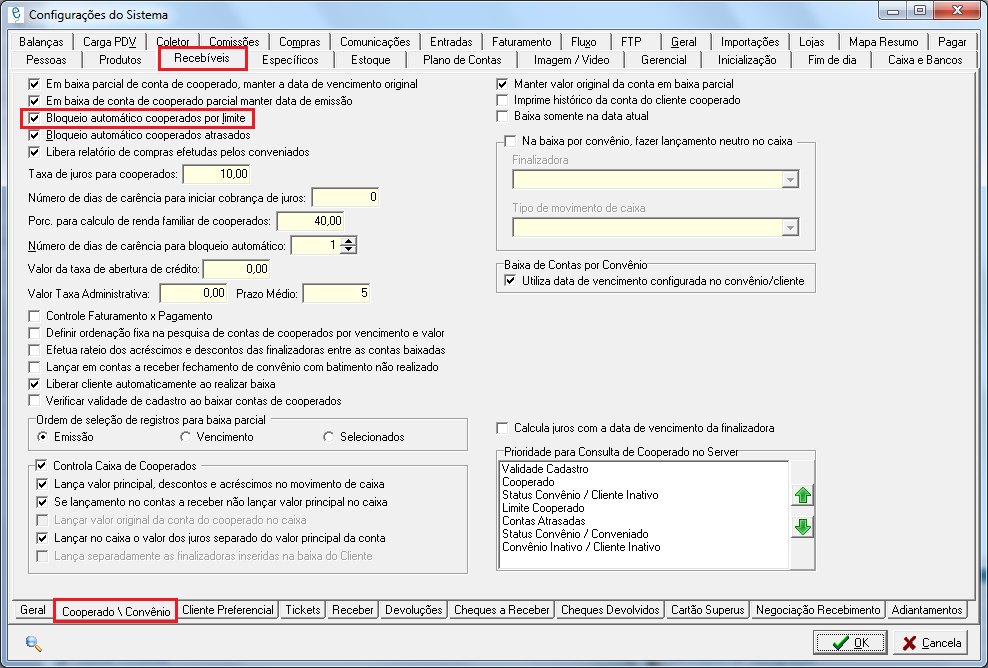 Configurações do Sistema
Balanças Carga PDV Coletor Comissões Compras Comunicações Entradas Faturamento Fluxo FTP Geral Importações Lojas Mapa Resumo Pagar
Pessoas Produtos Recebíveis Específicos Estoque Plano de Contas Imagem / Vídeo Gerencial Inicialização Fim de dia Caixa e Bancos
Em baixa parcial de conta de cooperado, manter a data de vencimento original
Em baixa de conta de cooperado parcial manter data de emissão
Bloqueio automático cooperados por limite
Bloqueio automático cooperados atrasados
Libera relatório de compras efetuadas pelos conveniados
Taxa de juros para cooperados: 10,00
Número de dias de carência para iniciar cobrança de juros: 0
Porc. para calculo de renda familiar de cooperados: 40,00
Número de dias de carência para bloqueio automático: 1
Valor da taxa de abertura de crédito: 0,00
Valor Taxa Administrativa: 0,00 Prazo Médio: 5
Controle Faturamento x Pagamento
Definir ordenação fixa na pesquisa de contas de cooperados por vencimento e valor
Efetua rateio dos acréscimos e descontos das finalizadoras entre as contas baixadas
Lançar em contas a receber fechamento de convênio com batimento não realizado
Liberar cliente automaticamente ao realizar baixa
Verificar validade de cadastro ao baixar contas de cooperados
Ordem de seleção de registros para baixa parcial
Emissão Vencimento Selecionados
Controla Caixa de Cooperados
Lança valor principal, descontos e acréscimos no movimento de caixa
Se lançamento no contas a receber não lançar valor principal no caixa
Lançar valor original da conta do cooperado no caixa
Lançar no caixa o valor dos juros separado do valor principal da conta
Lança separadamente as finalizadoras inseridas na baixa do Cliente
Manter valor original da conta em baixa parcial
Imprime histórico da conta do cliente cooperado
Baixa somente na data atual
Na baixa por convênio, fazer lançamento neutro no caixa
Finalizadora
Tipo de movimento de caixa
Baixa de Contas por Convênio
Utiliza data de vencimento configurada no convênio/cliente
Calcula juros com a data de vencimento da finalizadora
Prioridade para Consulta de Cooperado no Server
Validade Cadastro
Cooperado
Status Convênio / Cliente Inativo
Limite Cooperado
Contas Atrasadas
Status Convênio / Conveniado
Convênio Inativo / Cliente Inativo
Geral Cooperado \ Convênio Cliente Preferencial Tickets Receber Devoluções Cheques a Receber Cheques Devolvidos Cartão Superus Negociação Recebimento Adiantamentos
OK Cancela